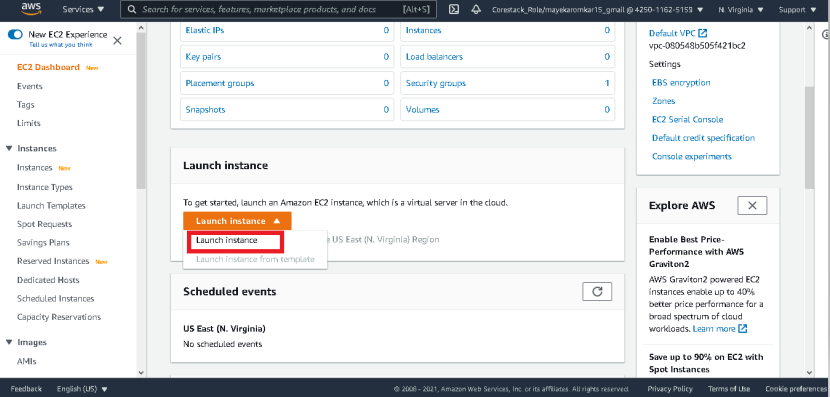 aws
Services
Search for services, features, marketplace products, and docs
[Alt+S]
Corestack_Role/mayekaromkar15_gmail @ 4250-1162-5159
N. Virginia
Support
New EC2 Experience
Tell us what you think
EC2 Dashboard New
Events
Tags
Limits
Instances
Instances New
Instance Types
Launch Templates
Spot Requests
Savings Plans
Reserved Instances New
Dedicated Hosts
Scheduled Instances
Capacity Reservations
Images
AMIs
Elastic IPs 0
Instances 0
Key pairs 0
Load balancers 0
Placement groups 0
Security groups 1
Snapshots 0
Volumes 0
Launch instance
To get started, launch an Amazon EC2 instance, which is a virtual server in the cloud.
Launch instance
Launch instance
US East (N. Virginia) Region
Launch instance from template
Scheduled events
US East (N. Virginia)
No scheduled events
Default VPC
vpc-080548b505f421bc2
Settings
EBS encryption
Zones
EC2 Serial Console
Default credit specification
Console experiments
Explore AWS
Enable Best Price-
Performance with AWS
Graviton2
AWS Graviton2 powered EC2
instances enable up to 40%
better price performance for a
broad spectrum of cloud
workloads. Learn more
Save up to 90% on EC2 with
Spot Instances
Feedback
English (US)
© 2008 - 2021, Amazon Web Services, Inc. or its affiliates. All rights reserved.
Privacy Policy
Terms of Use
Cookie preferences